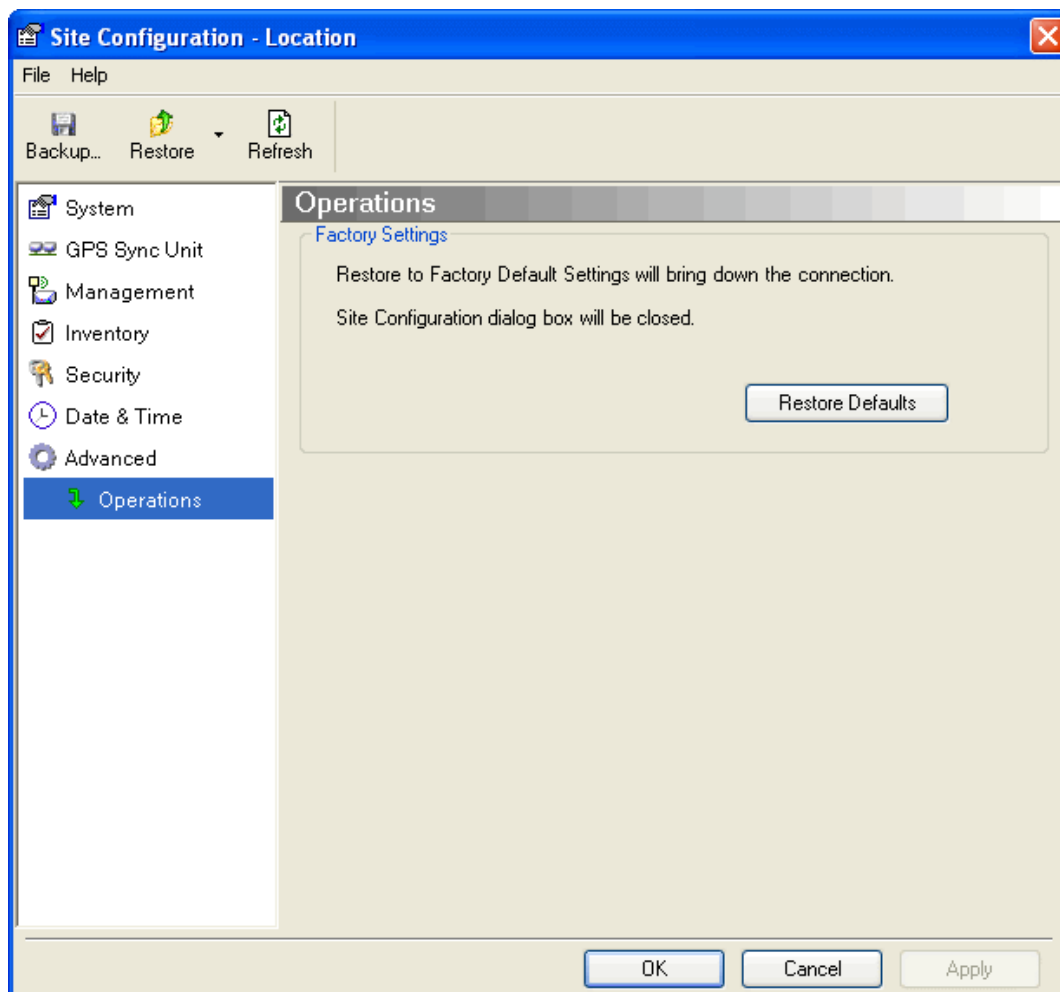 Site Configuration - Location
File Help
Backup... Restore Refresh
System
GPS Sync Unit
Management
Inventory
Security
Date & Time
Advanced
Operations
Operations
Factory Settings
Restore to Factory Default Settings will bring down the connection.
Site Configuration dialog box will be closed.
Restore Defaults
OK Cancel Apply